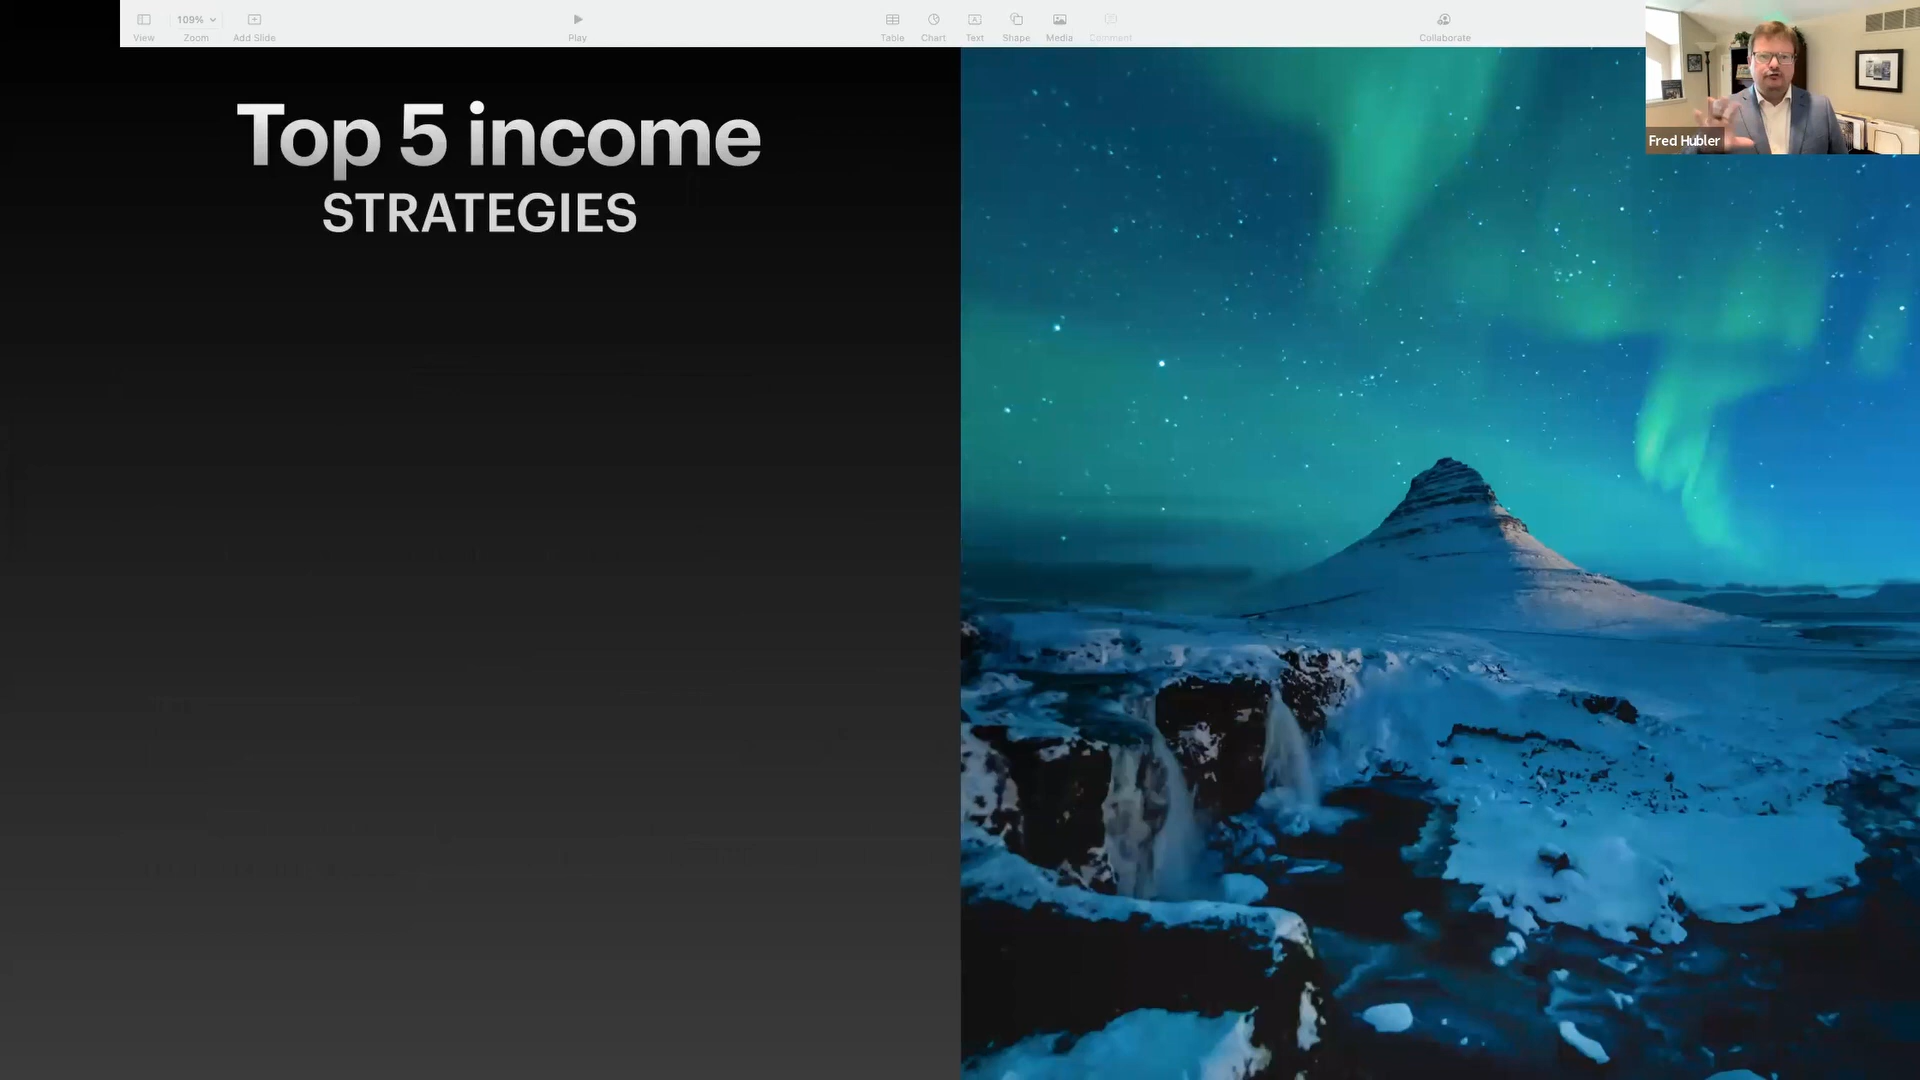 View
109%
Zoom
Add Slide
Play
Table
Chart
Text
Shape
Media
Comment
Collaborate
Fred Hubler
Top 5 income
STRATEGIES